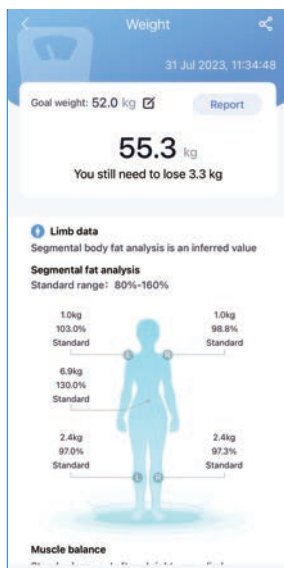 Weight
31 Jul 2023, 11:34:48
Goal weight: 52.0 kg
Report
55.3 kg
You still need to lose 3.3 kg
Limb data
Segmental body fat analysis is an inferred value
Segmental fat analysis
Standard range: 80%-160%
1.0kg
103.0%
Standard
1.0kg
98.8%
Standard
L R
6.9kg
130.0%
Standard
2.4kg
97.0%
Standard
2.4kg
97.3%
Standard
L R
Muscle balance